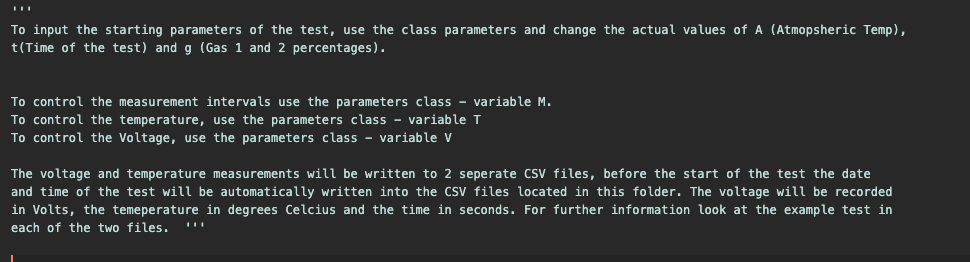 '''
To input the starting parameters of the test, use the class parameters and change the actual values of A (Atmopsheric Temp),
t(Time of the test) and g (Gas 1 and 2 percentages).
To control the measurement intervals use the parameters class – variable M.
To control the temperature, use the parameters class – variable T
To control the Voltage, use the parameters class – variable V
The voltage and temperature measurements will be written to 2 seperate CSV files, before the start of the test the date
and time of the test will be automatically written into the CSV files located in this folder. The voltage will be recorded
in Volts, the temeperature in degrees Celcius and the time in seconds. For further information look at the example test in
each of the two files.  '''